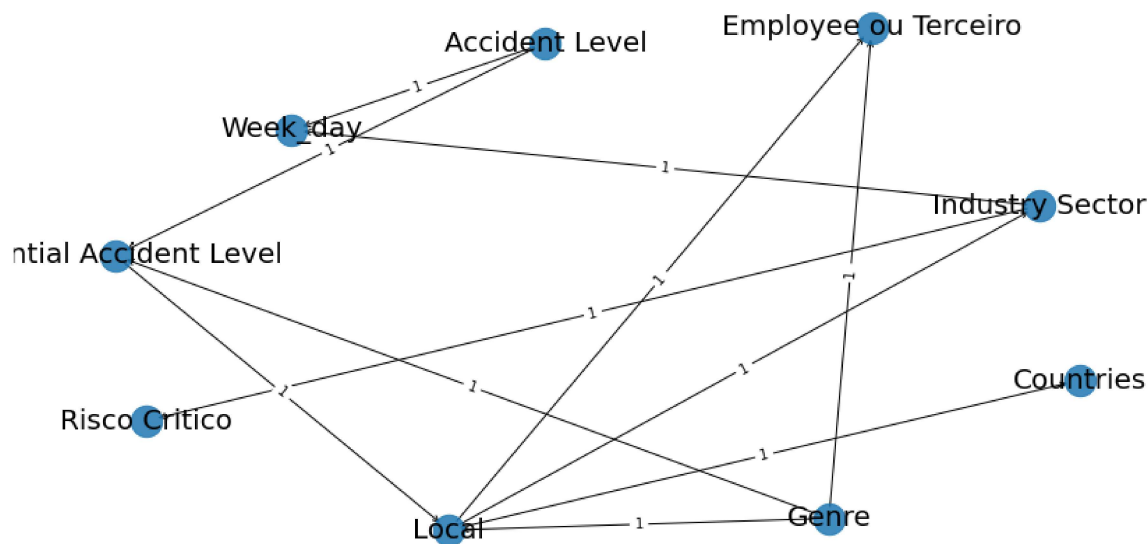 Employee ou Terceiro
Accident Level
1
Week_day
1
1
Industry Sector
ntial Accident Level
1
1
1
1
Countries
1
1
Risco Critico
1
Genre
1
Local